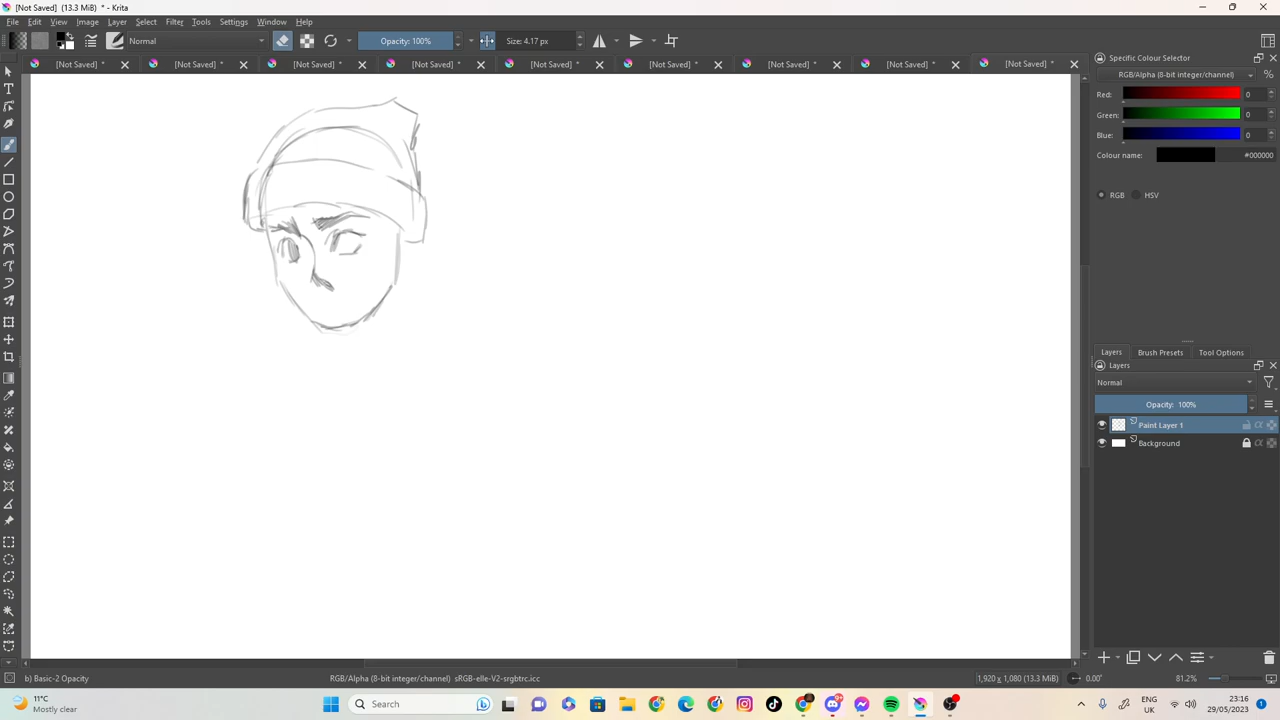 [Not Saved] (13.3 MiB) * - Krita
File Edit View Image Layer Select Filter Tools Settings Window Help
Normal Opacity: 100% Size: 4.17 px
[Not Saved] * [Not Saved] * [Not Saved] * [Not Saved] * [Not Saved] * [Not Saved] * [Not Saved] * [Not Saved] * [Not Saved] *
Specific Colour Selector
RGB/Alpha (8-bit integer/channel) %
Red: 0
Green: 0
Blue: 0
Colour name: #000000
RGB HSV
Layers Brush Presets Tool Options
Layers
Normal
Opacity: 100%
Paint Layer 1
Background
b) Basic-2 Opacity RGB/Alpha (8-bit integer/channel) sRGB-elle-V2-srgbtrc.icc 1,920 x 1,080 (13.3 MiB) 0.00° 81.2%
11°C
Mostly clear
Search
ENG
UK
23:16
29/05/2023